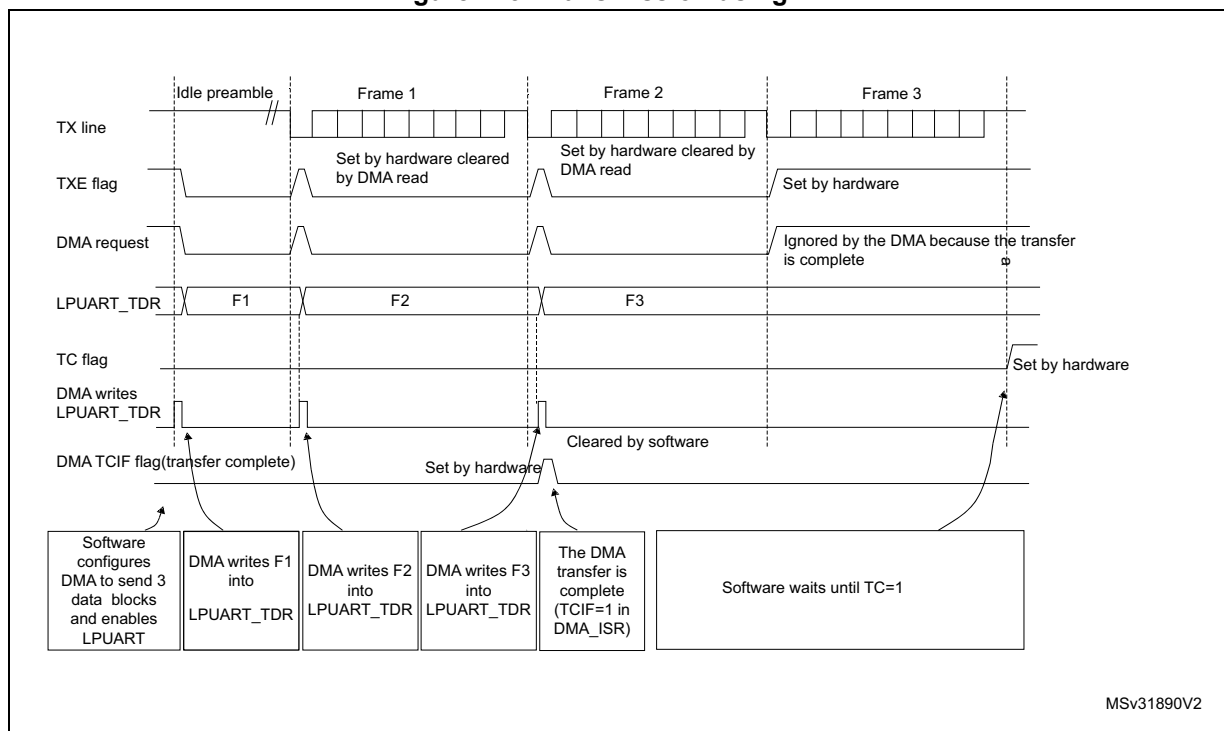 Idle preamble
Frame 1
Frame 2
Frame 3
TX line
Set by hardware cleared
by DMA read
Set by hardware cleared by
DMA read
TXE flag
Set by hardware
DMA request
Ignored by the DMA because the transfer
is complete
LPUART_TDR
F1
F2
F3
TC flag
Set by hardware
DMA writes
LPUART_TDR
Cleared by software
DMA TCIF flag(transfer complete)
Set by hardware
Software
configures
DMA to send 3
data blocks
and enables
LPUART
DMA writes F1
into
LPUART_TDR
DMA writes F2
into
LPUART_TDR
DMA writes F3
into
LPUART_TDR
The DMA
transfer is
complete
(TCIF=1 in
DMA_ISR)
Software waits until TC=1
MSv31890V2